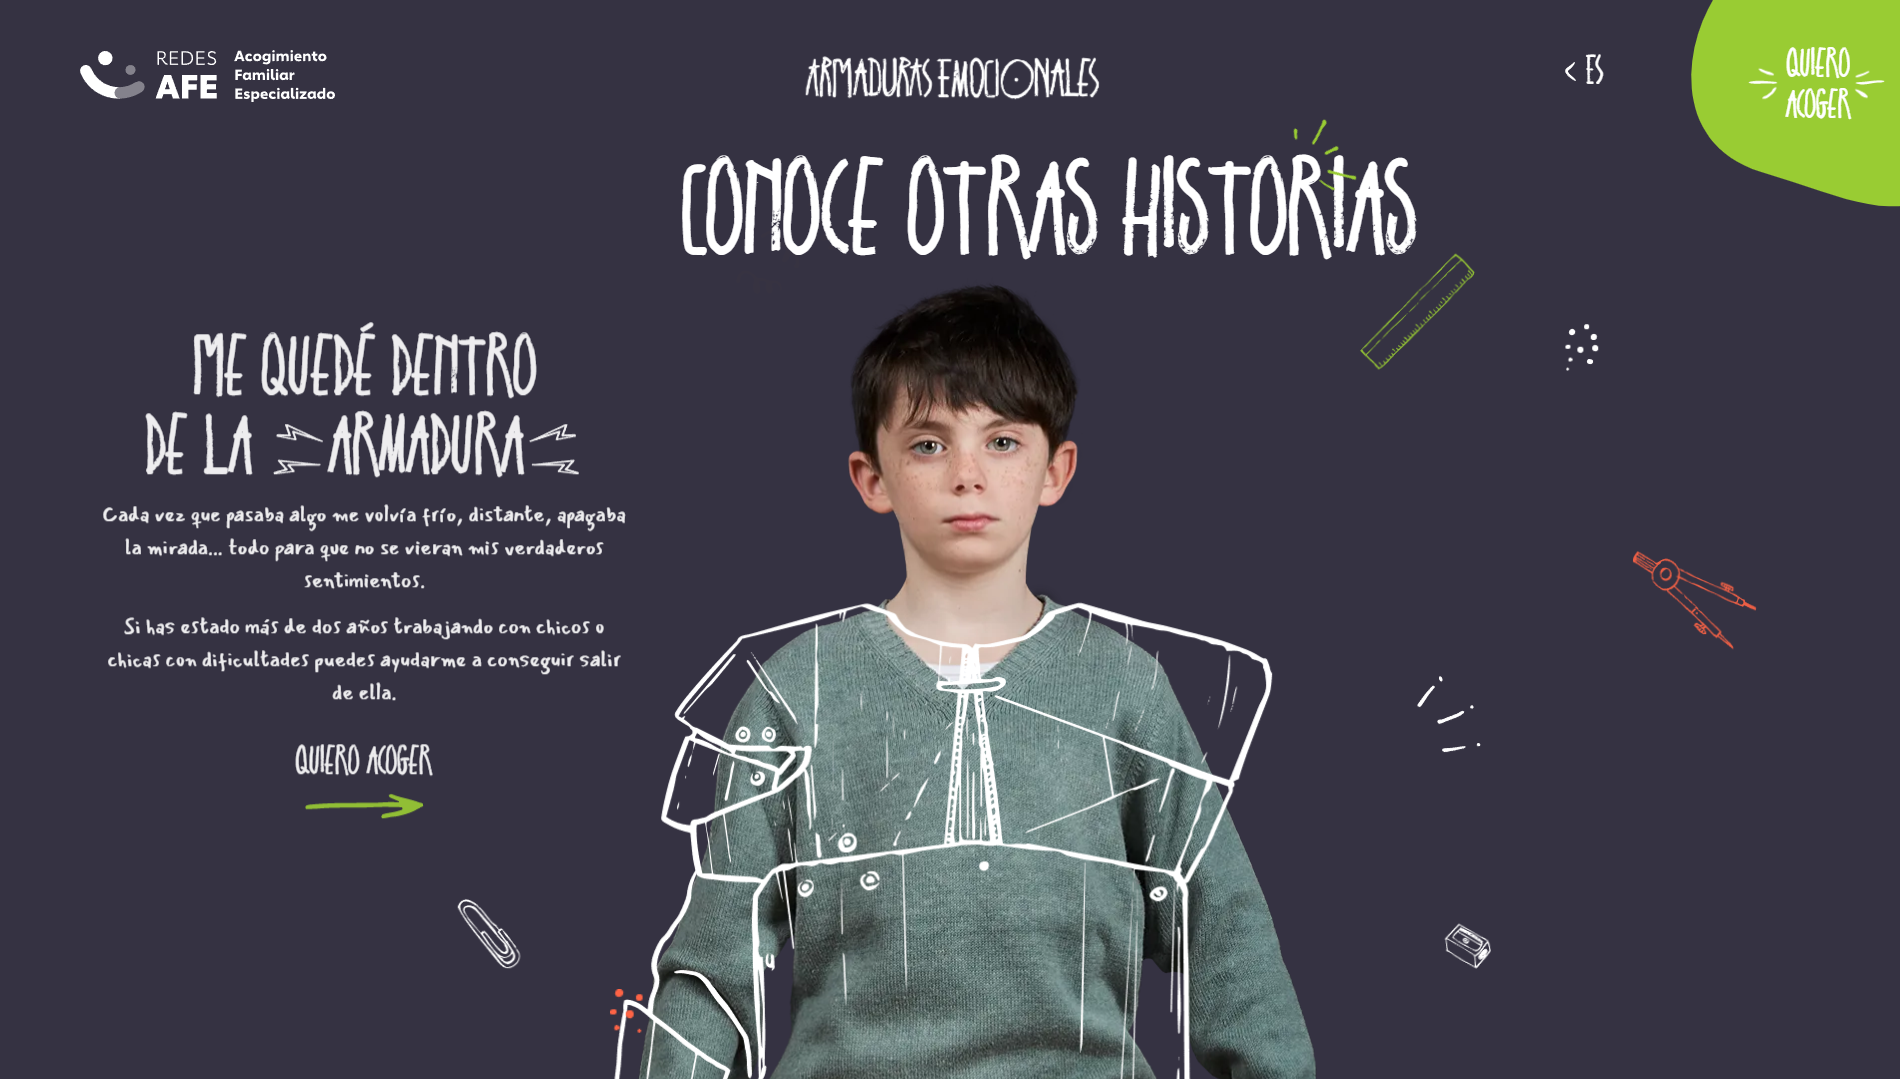 REDES
AFE
Acogimiento
Familiar
Especializado
ARMADURAS EMOCIONALES
< ES
QUIERO
ACOGER
CONOCE OTRAS HISTORIAS
ME QUEDÉ DENTRO
DE LA ARMADURA
Cada vez que pasaba algo me volvía frío, distante, apagaba
la mirada... todo para que no se vieran mis verdaderos
sentimientos.
Si has estado más de dos años trabajando con chicos o
chicas con dificultades puedes ayudarme a conseguir salir
de ella.
QUIERO ACOGER